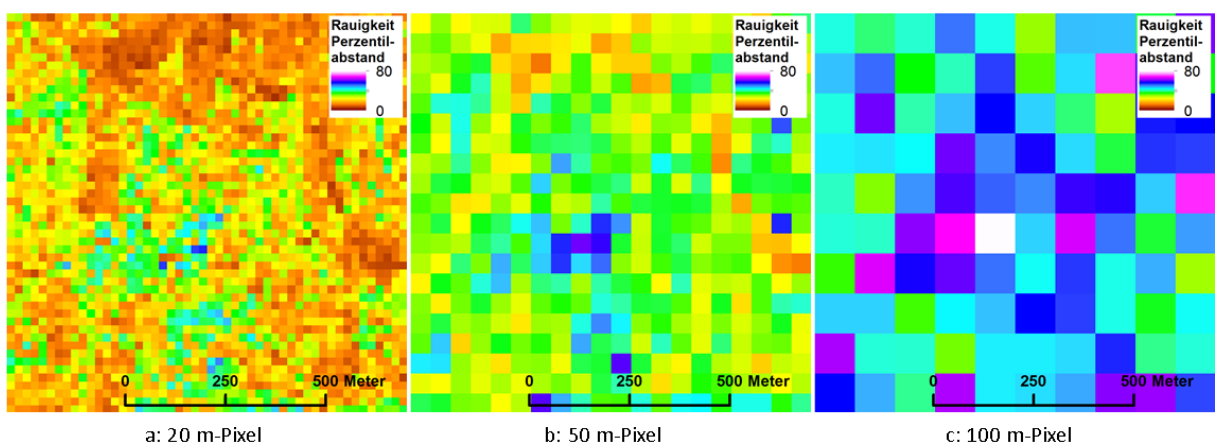 Rauigkeit
Perzentil-
abstand
80
0
0 250 500 Meter
a: 20 m-Pixel
Rauigkeit
Perzentil-
abstand
80
0
0 250 500 Meter
b: 50 m-Pixel
Rauigkeit
Perzentil-
abstand
80
0
0 250 500 Meter
c: 100 m-Pixel